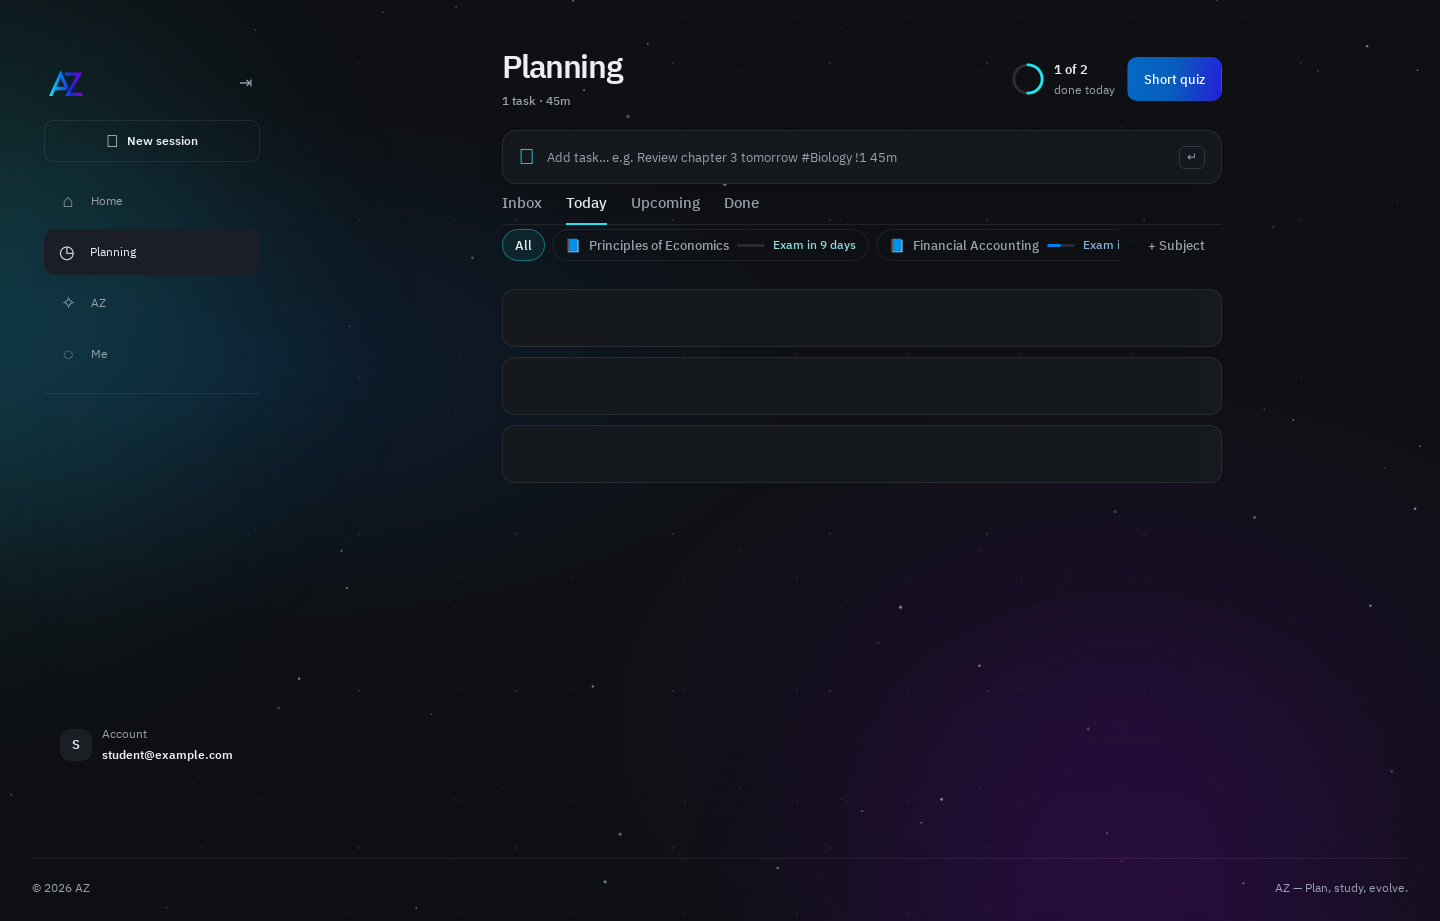 AZ
New session
Home
Planning
AZ
Me
S
Account
student@example.com
Planning
1 task · 45m
1 of 2
done today
Short quiz
Add task... e.g. Review chapter 3 tomorrow #Biology !1 45m
Inbox Today Upcoming Done
All Principles of Economics Exam in 9 days Financial Accounting Exam i + Subject
© 2026 AZ
AZ — Plan, study, evolve.